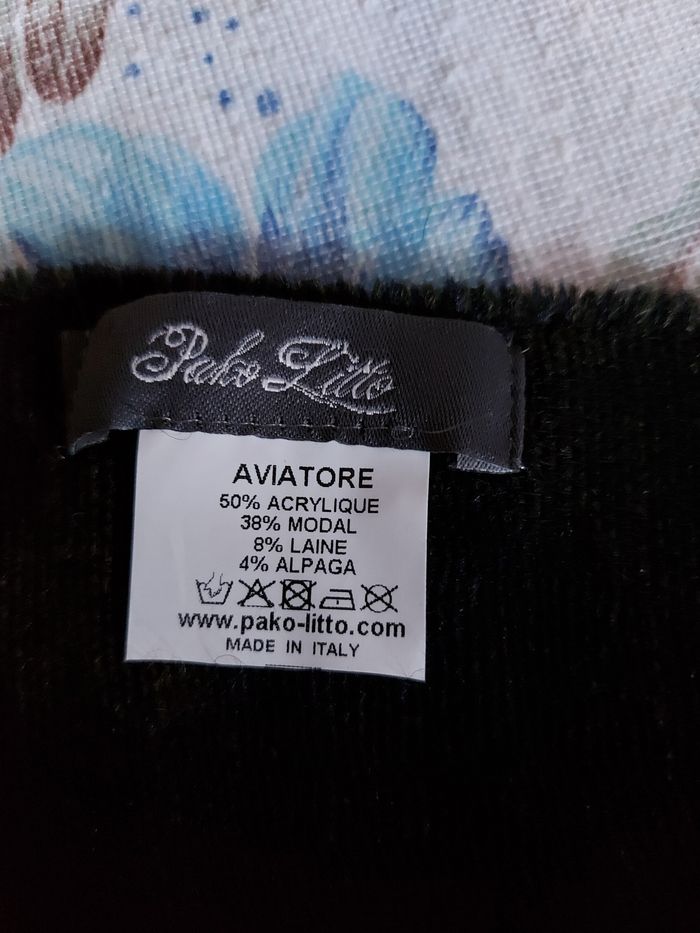 Pako Litto
AVIATORE
50% ACRYLIQUE
38% MODAL
8% LAINE
4% ALPAGA
www.pako-litto.com
MADE IN ITALY